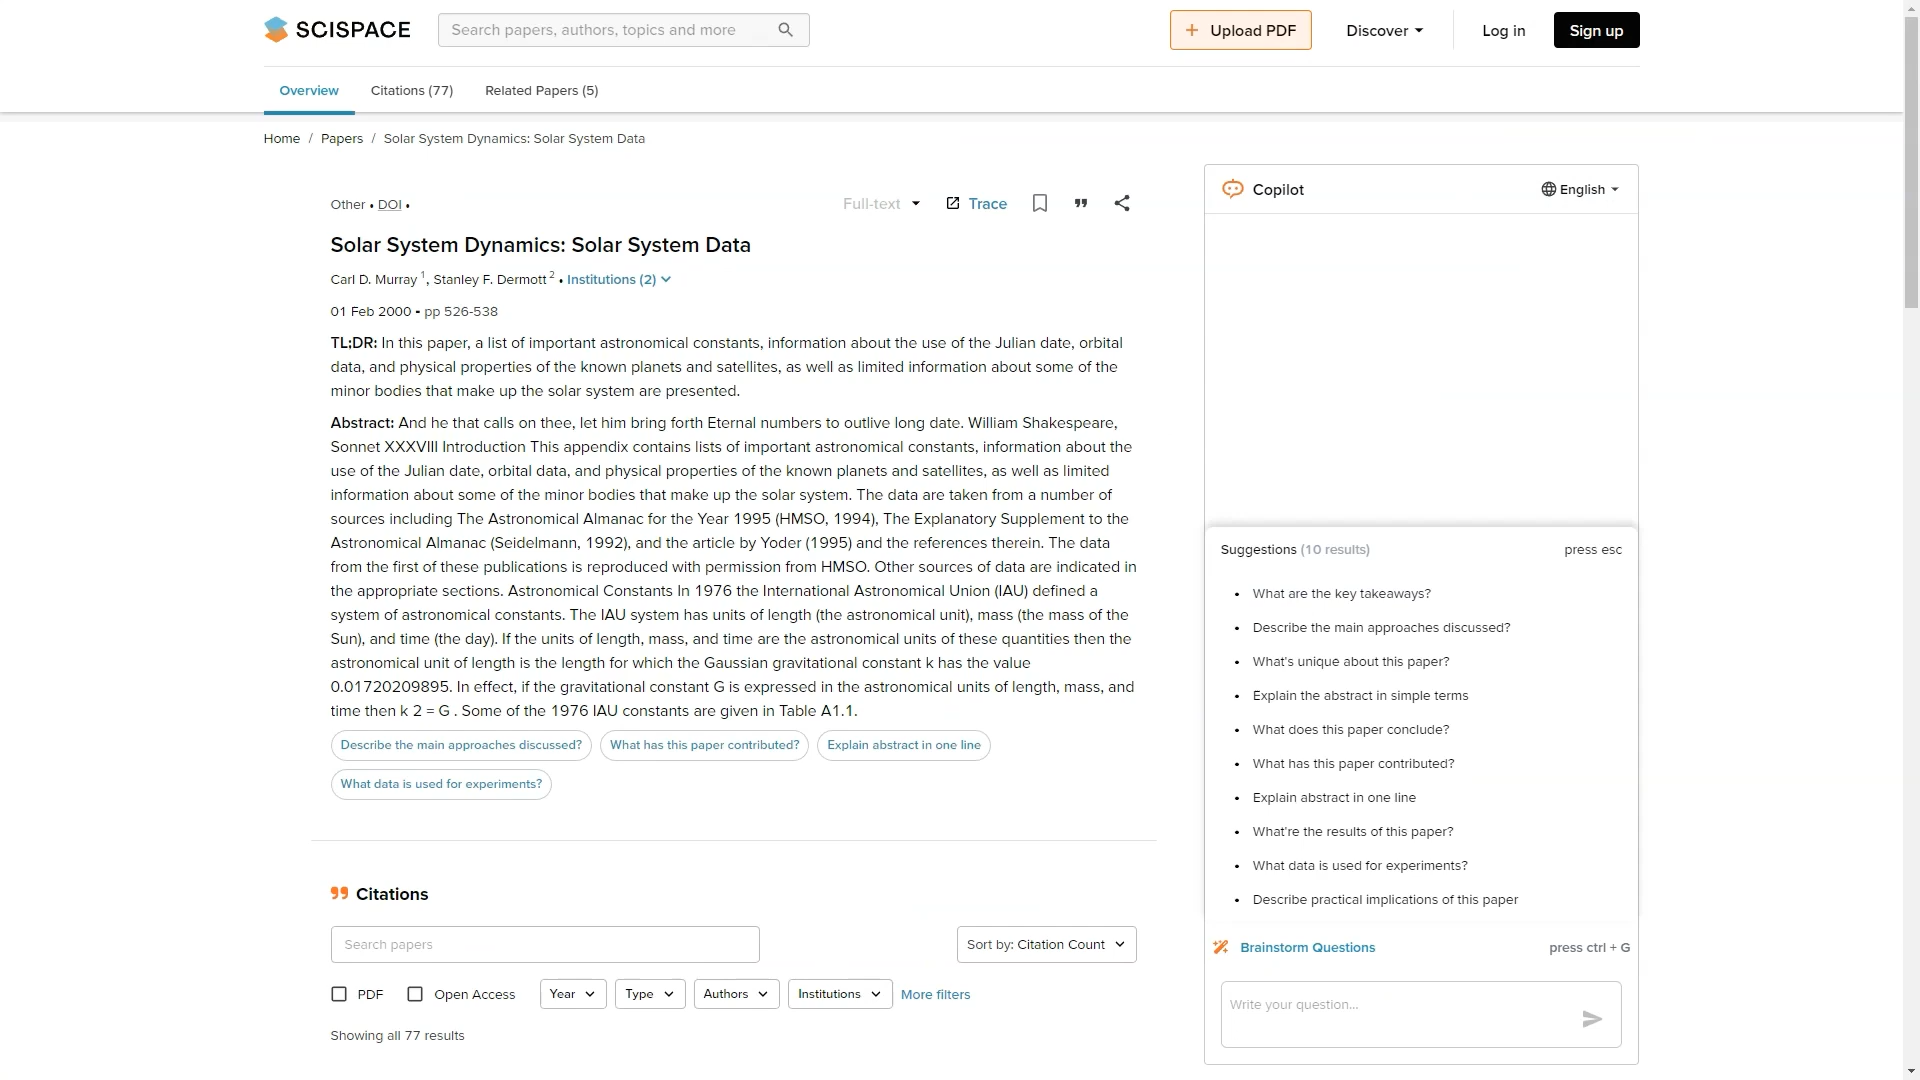 SCISPACE
Search papers, authors, topics and more
Upload PDF
Discover
Log in
Sign up
Overview
Citations (77)
Related Papers (5)
Home / Papers / Solar System Dynamics: Solar System Data
Other • DOI •
Full-text
Trace
Solar System Dynamics: Solar System Data
Carl D. Murray 1, Stanley F. Dermott 2 • Institutions (2)
01 Feb 2000 - pp 526-538
TL;DR: In this paper, a list of important astronomical constants, information about the use of the Julian date, orbital
data, and physical properties of the known planets and satellites, as well as limited information about some of the
minor bodies that make up the solar system are presented.
Abstract: And he that calls on thee, let him bring forth Eternal numbers to outlive long date. William Shakespeare,
Sonnet XXXVIII Introduction This appendix contains lists of important astronomical constants, information about the
use of the Julian date, orbital data, and physical properties of the known planets and satellites, as well as limited
information about some of the minor bodies that make up the solar system. The data are taken from a number of
sources including The Astronomical Almanac for the Year 1995 (HMSO, 1994), The Explanatory Supplement to the
Astronomical Almanac (Seidelmann, 1992), and the article by Yoder (1995) and the references therein. The data
from the first of these publications is reproduced with permission from HMSO. Other sources of data are indicated in
the appropriate sections. Astronomical Constants In 1976 the International Astronomical Union (IAU) defined a
system of astronomical constants. The IAU system has units of length (the astronomical unit), mass (the mass of the
Sun), and time (the day). If the units of length, mass, and time are the astronomical units of these quantities then the
astronomical unit of length is the length for which the Gaussian gravitational constant k has the value
0.01720209895. In effect, if the gravitational constant G is expressed in the astronomical units of length, mass, and
time then k 2 = G . Some of the 1976 IAU constants are given in Table A1.1.
Describe the main approaches discussed?
What has this paper contributed?
Explain abstract in one line
What data is used for experiments?
Citations
Search papers
Sort by: Citation Count
PDF
Open Access
Year
Type
Authors
Institutions
More filters
Showing all 77 results
Copilot
English
Suggestions (10 results)
press esc
• What are the key takeaways?
• Describe the main approaches discussed?
• What's unique about this paper?
• Explain the abstract in simple terms
• What does this paper conclude?
• What has this paper contributed?
• Explain abstract in one line
• What're the results of this paper?
• What data is used for experiments?
• Describe practical implications of this paper
Brainstorm Questions
press ctrl + G
Write your question...